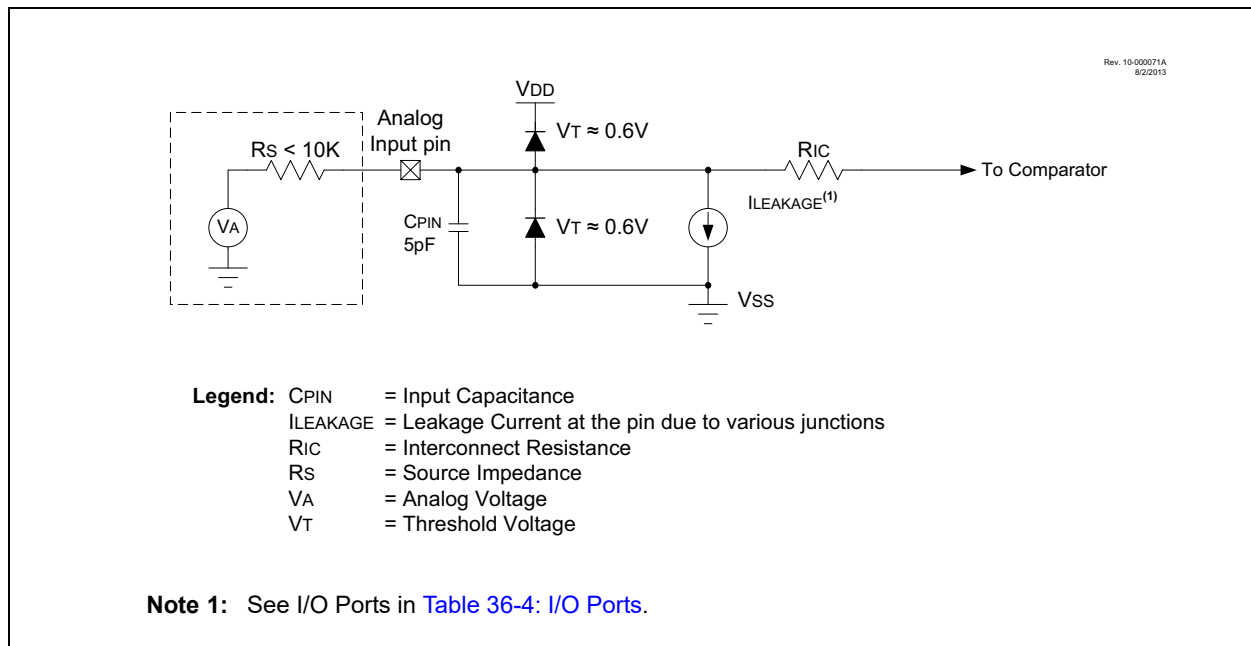 Rev. 10-000071A
8/2/2013
VDD
Analog
Input pin
VT ≈ 0.6V
RS < 10K
RIC
To Comparator
ILEAKAGE(1)
VA
CPIN
5pF
VT ≈ 0.6V
VSS
Legend: CPIN = Input Capacitance
ILEAKAGE = Leakage Current at the pin due to various junctions
RIC = Interconnect Resistance
RS = Source Impedance
VA = Analog Voltage
VT = Threshold Voltage
Note 1: See I/O Ports in Table 36-4: I/O Ports.